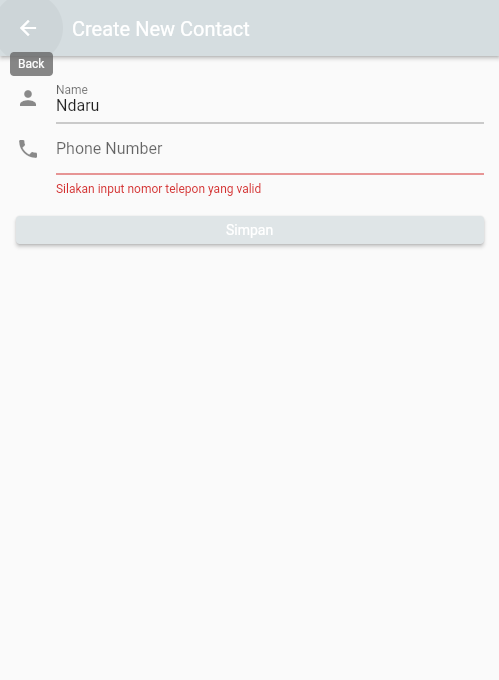 Create New Contact
Back
Name
Ndaru
Phone Number
Silakan input nomor telepon yang valid
Simpan